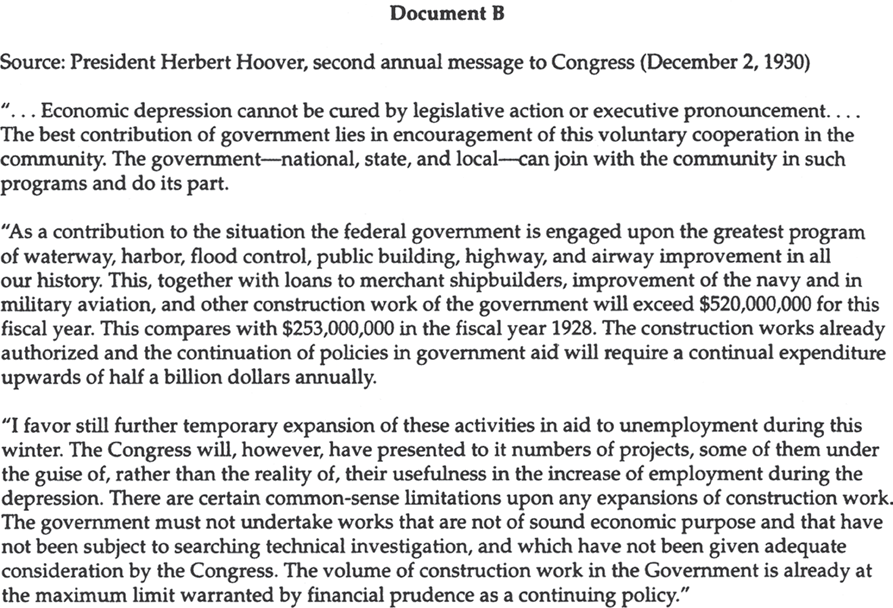 Document B
Source: President Herbert Hoover, second annual message to Congress (December 2, 1930)
". . . Economic depression cannot be cured by legislative action or executive pronouncement. . . .
The best contribution of government lies in encouragement of this voluntary cooperation in the
community. The government—national, state, and local—can join with the community in such
programs and do its part.
"As a contribution to the situation the federal government is engaged upon the greatest program
of waterway, harbor, flood control, public building, highway, and airway improvement in all
our history. This, together with loans to merchant shipbuilders, improvement of the navy and in
military aviation, and other construction work of the government will exceed $520,000,000 for this
fiscal year. This compares with $253,000,000 in the fiscal year 1928. The construction works already
authorized and the continuation of policies in government aid will require a continual expenditure
upwards of half a billion dollars annually.
"I favor still further temporary expansion of these activities in aid to unemployment during this
winter. The Congress will, however, have presented to it numbers of projects, some of them under
the guise of, rather than the reality of, their usefulness in the increase of employment during the
depression. There are certain common-sense limitations upon any expansions of construction work.
The government must not undertake works that are not of sound economic purpose and that have
not been subject to searching technical investigation, and which have not been given adequate
consideration by the Congress. The volume of construction work in the Government is already at
the maximum limit warranted by financial prudence as a continuing policy."